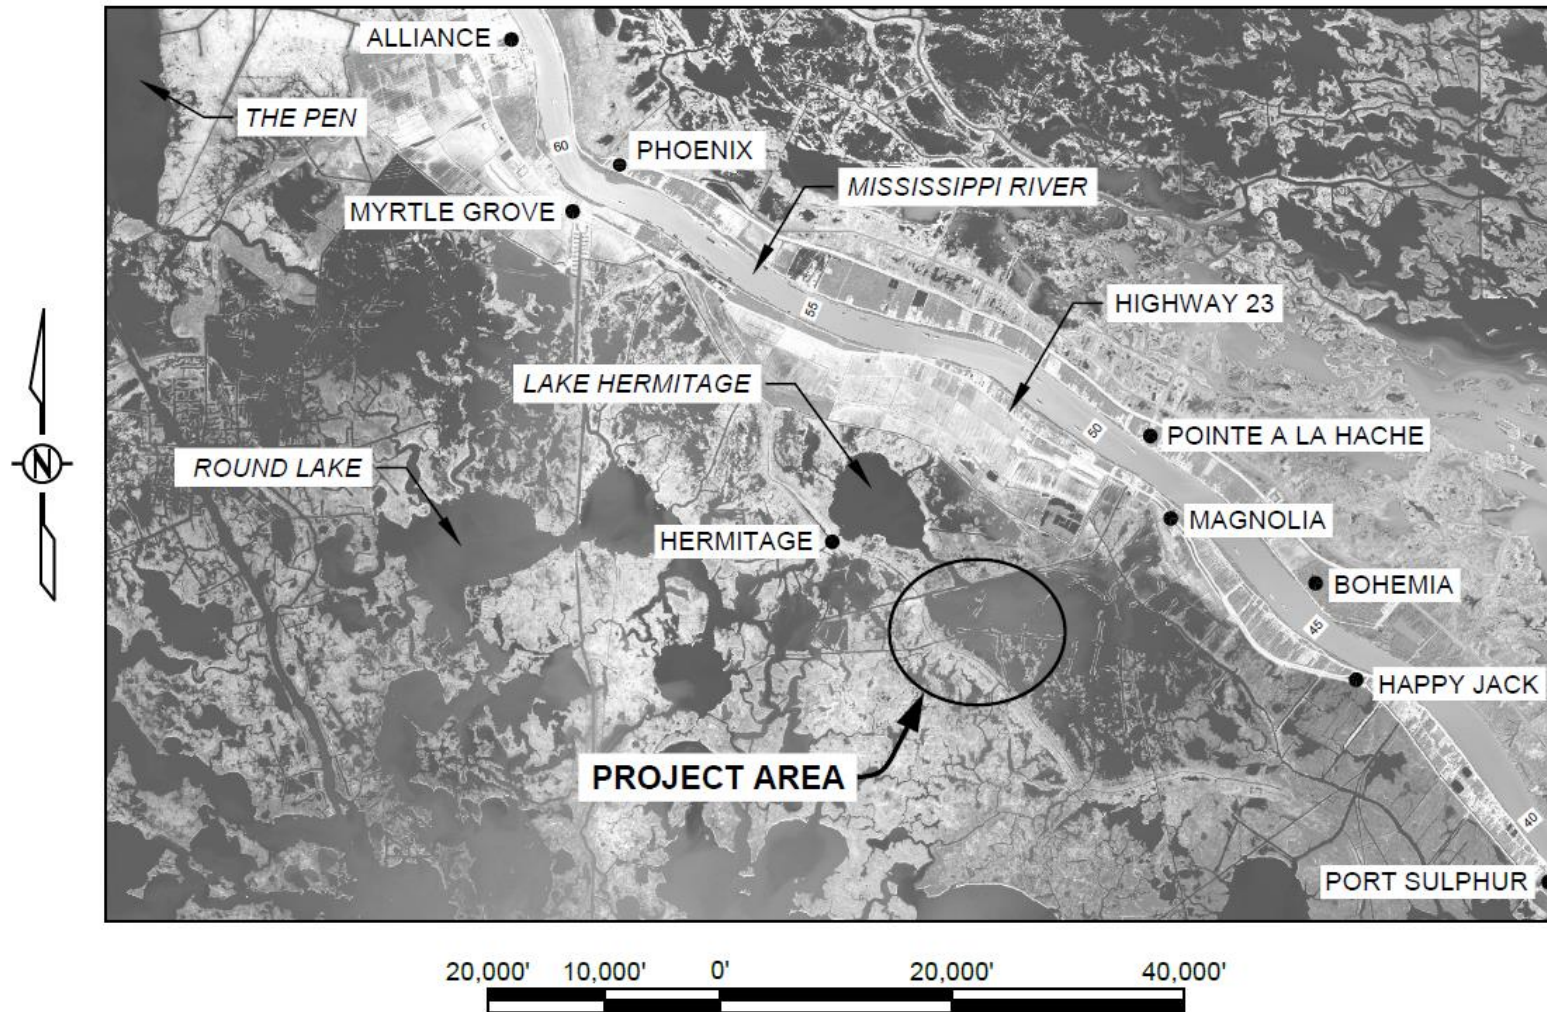 ALLIANCE
THE PEN
60
PHOENIX
MISSISSIPPI RIVER
MYRTLE GROVE
55
HIGHWAY 23
LAKE HERMITAGE
50
POINTE A LA HACHE
ROUND LAKE
MAGNOLIA
HERMITAGE
BOHEMIA
N
45
HAPPY JACK
PROJECT AREA
40
PORT SULPHUR
20,000' 10,000' 0' 20,000' 40,000'